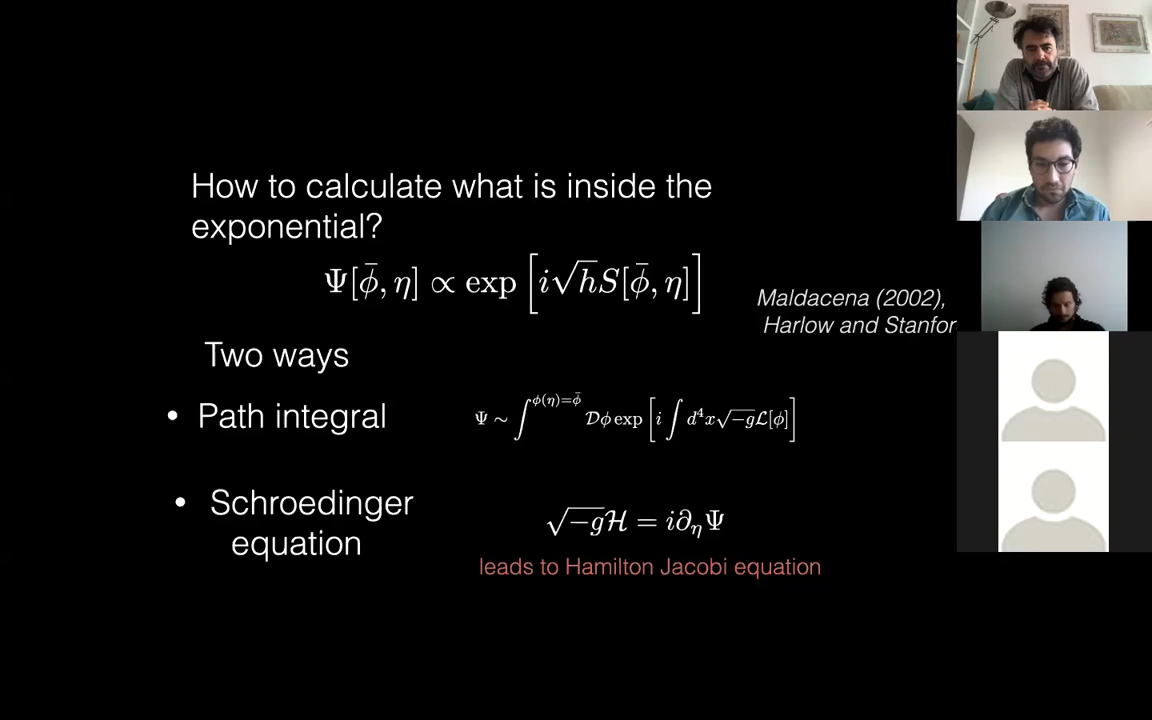 How to calculate what is inside the
exponential?
Ψ[ϕ̄, η] ∝ exp [i√h S[ϕ̄, η]]
Maldacena (2002),
Harlow and Stanfor
Two ways
• Path integral
Ψ ∼ ∫^{ϕ(η)=ϕ̄} 𝒟ϕ exp [i ∫ d⁴x√−g ℒ[ϕ]]
• Schroedinger
equation
√−g ℋ = i∂_η Ψ
leads to Hamilton Jacobi equation